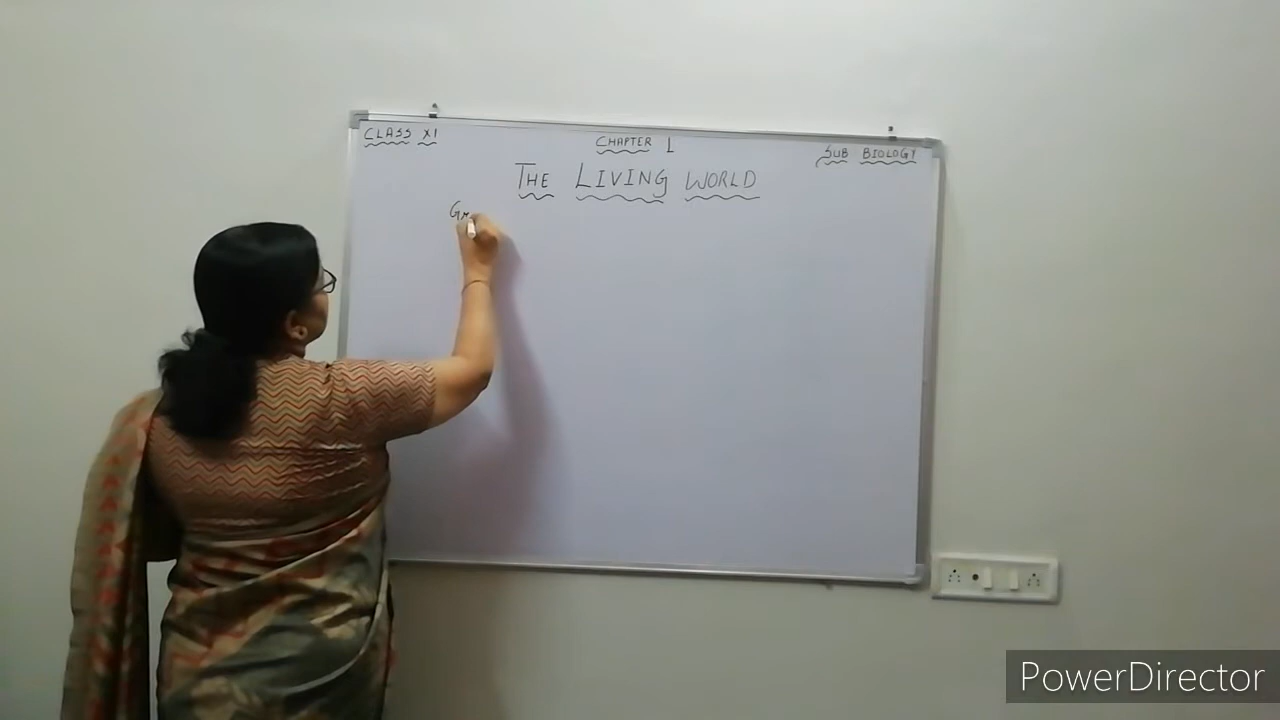 CLASS XI
CHAPTER 1
SUB BIOLOGY
THE LIVING WORLD
PowerDirector